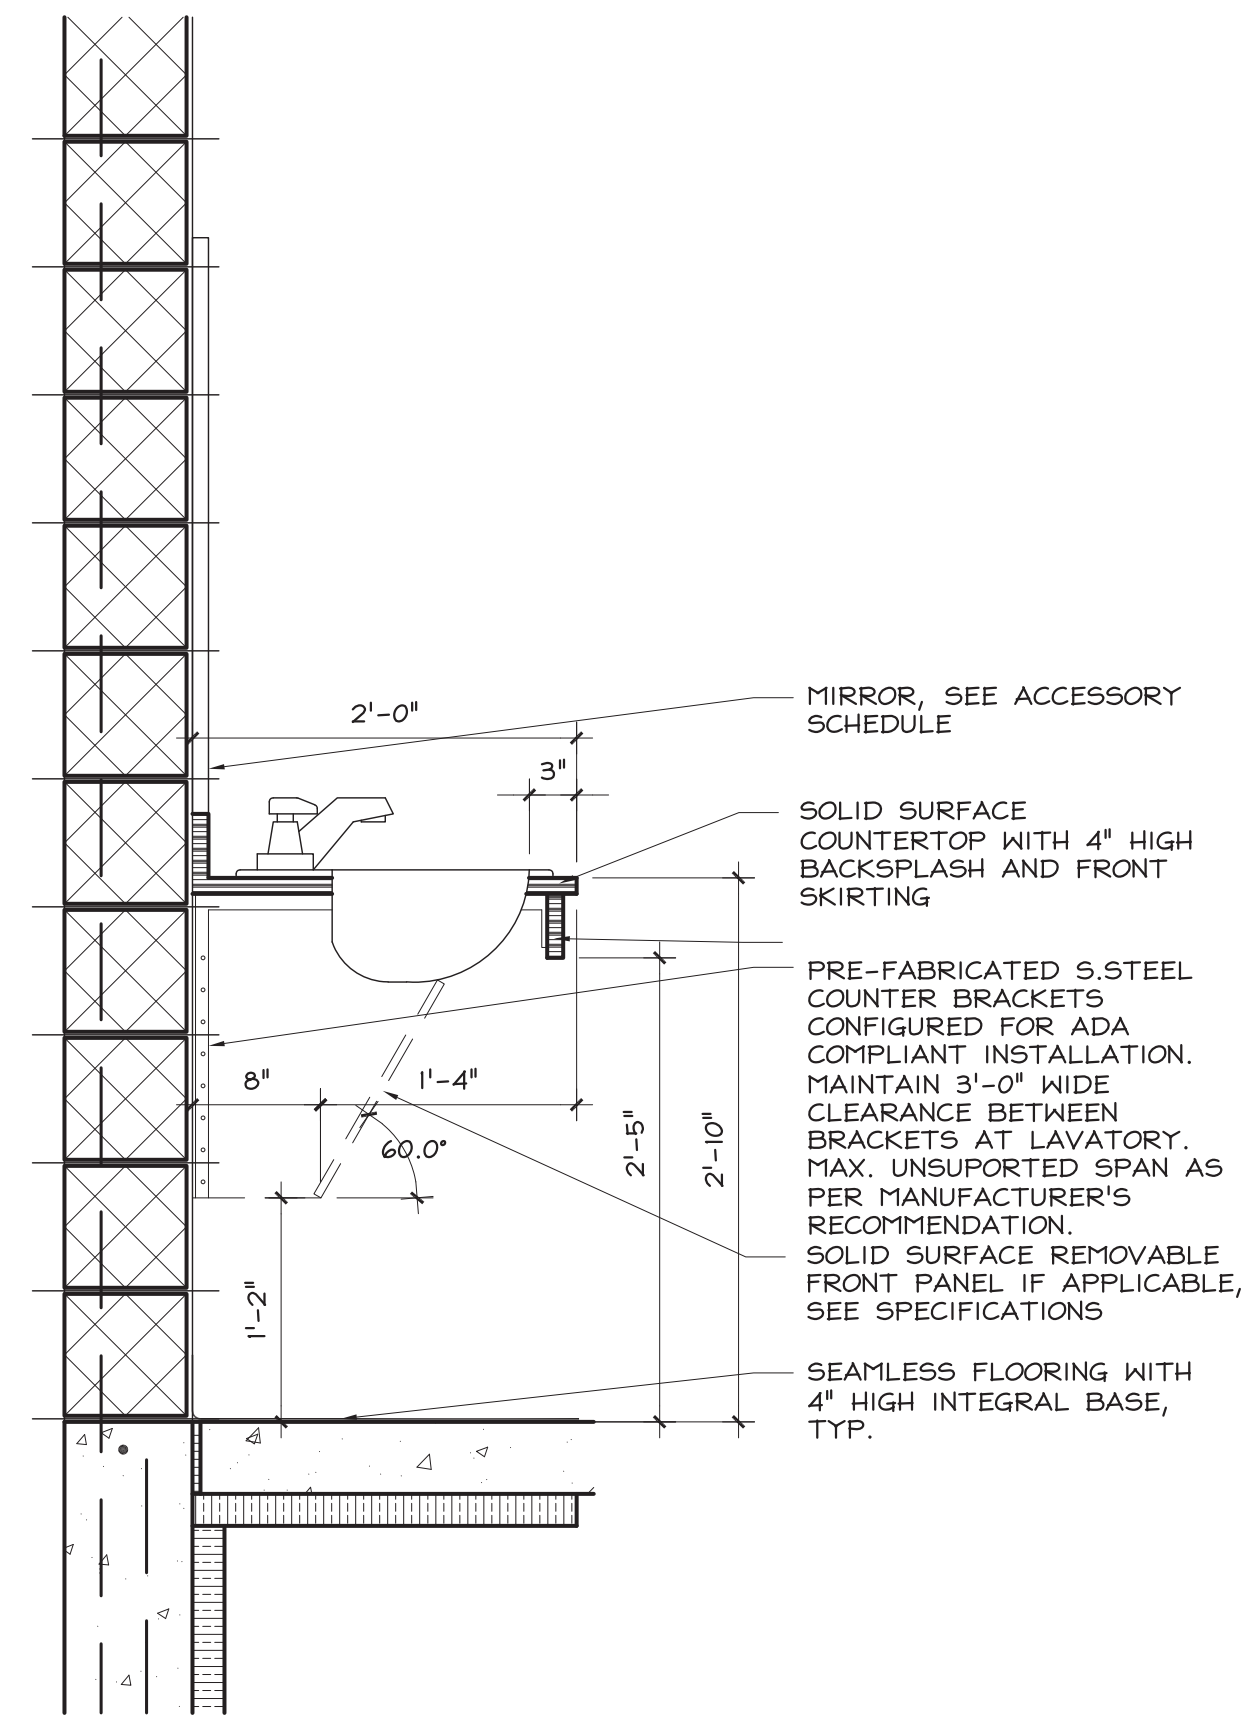 MIRROR, SEE ACCESSORY
SCHEDULE
2'-0"
3"
SOLID SURFACE
COUNTERTOP WITH 4" HIGH
BACKSPLASH AND FRONT
SKIRTING
PRE-FABRICATED S.STEEL
COUNTER BRACKETS
CONFIGURED FOR ADA
COMPLIANT INSTALLATION.
MAINTAIN 3'-0" WIDE
CLEARANCE BETWEEN
BRACKETS AT LAVATORY.
MAX. UNSUPORTED SPAN AS
PER MANUFACTURER'S
RECOMMENDATION.
8"
1'-4"
60.0°
2'-5"
2'-10"
SOLID SURFACE REMOVABLE
FRONT PANEL IF APPLICABLE,
SEE SPECIFICATIONS
1'-2"
SEAMLESS FLOORING WITH
4" HIGH INTEGRAL BASE,
TYP.